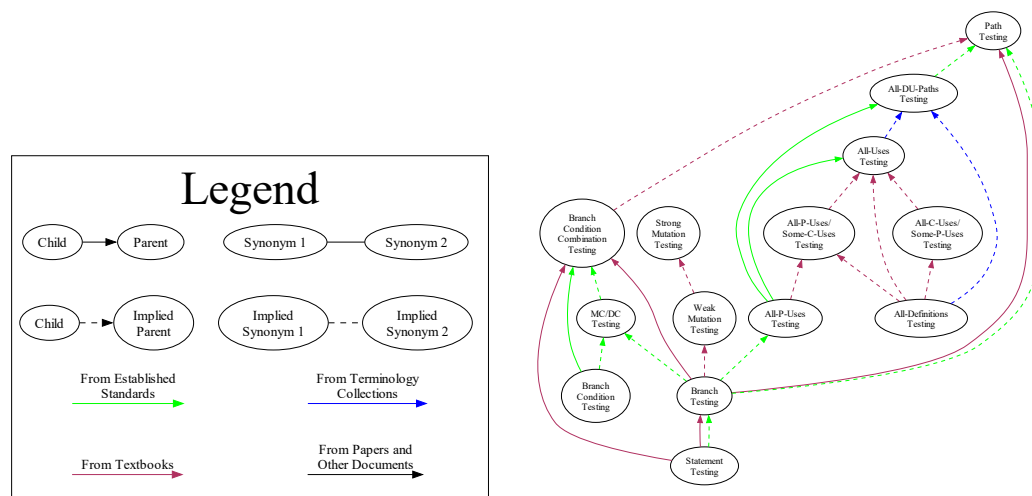 Legend
Child
Parent
Synonym 1
Synonym 2
Child
Implied
Parent
Implied
Synonym 1
Implied
Synonym 2
From Established
Standards
From Terminology
Collections
From Textbooks
From Papers and
Other Documents
Path
Testing
All-DU-Paths
Testing
All-Uses
Testing
Branch
Condition
Combination
Testing
Strong
Mutation
Testing
All-P-Uses/
Some-C-Uses
Testing
All-C-Uses/
Some-P-Uses
Testing
MC/DC
Testing
Weak
Mutation
Testing
All-P-Uses
Testing
All-Definitions
Testing
Branch
Condition
Testing
Branch
Testing
Statement
Testing